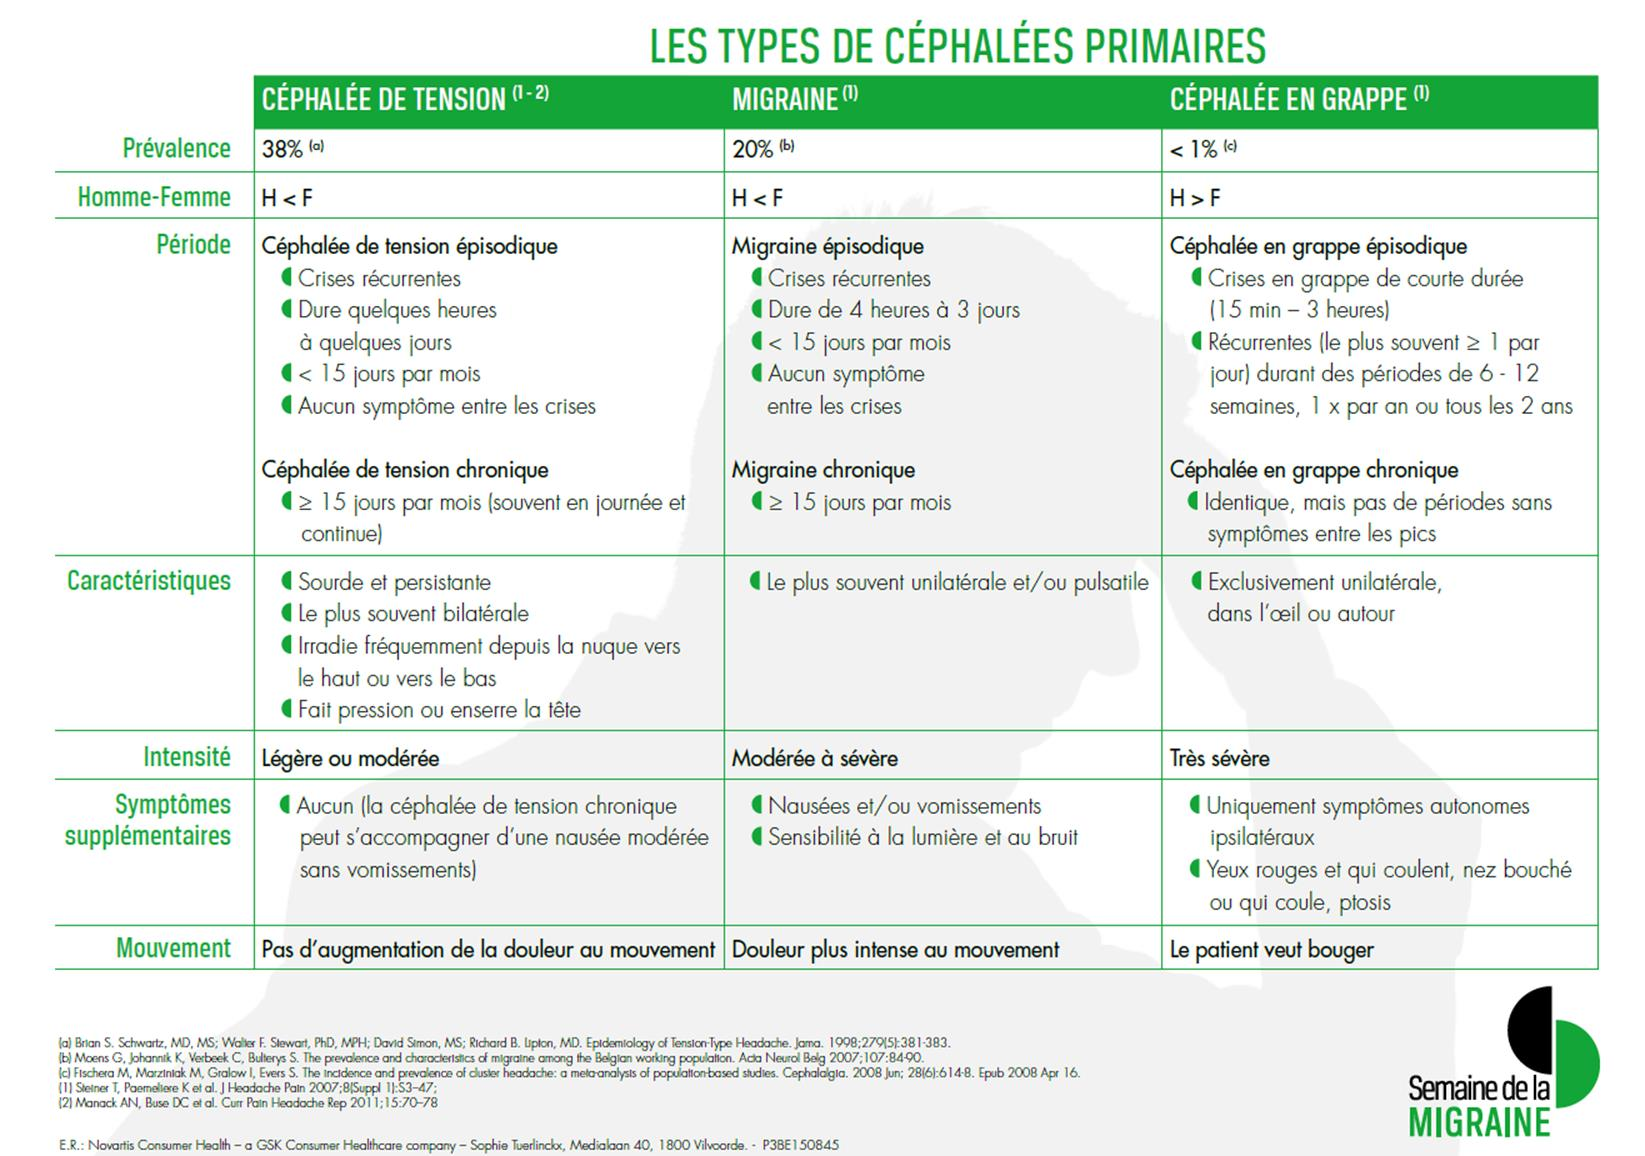 LES TYPES DE CÉPHALÉES PRIMAIRES
CÉPHALÉE DE TENSION (1 - 2)
MIGRAINE (1)
CÉPHALÉE EN GRAPPE (1)
Prévalence
38% (a)
20% (b)
< 1% (c)
Homme-Femme
H < F
H < F
H > F
Période
Céphalée de tension épisodique
Crises récurrentes
Dure quelques heures
à quelques jours
< 15 jours par mois
Aucun symptôme entre les crises
Céphalée de tension chronique
≥ 15 jours par mois (souvent en journée et
continue)
Migraine épisodique
Crises récurrentes
Dure de 4 heures à 3 jours
< 15 jours par mois
Aucun symptôme
entre les crises
Migraine chronique
≥ 15 jours par mois
Céphalée en grappe épisodique
Crises en grappe de courte durée
(15 min – 3 heures)
Récurrentes (le plus souvent ≥ 1 par
jour) durant des périodes de 6 - 12
semaines, 1 x par an ou tous les 2 ans
Céphalée en grappe chronique
Identique, mais pas de périodes sans
symptômes entre les pics
Caractéristiques
Sourde et persistante
Le plus souvent bilatérale
Irradie fréquemment depuis la nuque vers
le haut ou vers le bas
Fait pression ou enserre la tête
Le plus souvent unilatérale et/ou pulsatile
Exclusivement unilatérale,
dans l'œil ou autour
Intensité
Légère ou modérée
Modérée à sévère
Très sévère
Symptômes
supplémentaires
Aucun (la céphalée de tension chronique
peut s'accompagner d'une nausée modérée
sans vomissements)
Nausées et/ou vomissements
Sensibilité à la lumière et au bruit
Uniquement symptômes autonomes
ipsilatéraux
Yeux rouges et qui coulent, nez bouché
ou qui coule, ptosis
Mouvement
Pas d'augmentation de la douleur au mouvement
Douleur plus intense au mouvement
Le patient veut bouger
(a) Brian S. Schwartz, MD, MS; Walter F. Stewart, PhD, MPH; David Simon, MS; Richard B. Lipton, MD. Epidemiology of Tension-Type Headache. Jama. 1998;279(5):381-383.
(b) Moens G, Johannik K, Verbeek C, Bulterys S. The prevalence and characteristics of migraine among the Belgian working population. Acta Neurol Belg 2007;107:84-90.
(c) Fischera M, Marziniak M, Gralow I, Evers S. The incidence and prevalence of cluster headache: a meta-analysis of population-based studies. Cephalalgia. 2008 Jun; 28(6):614-8. Epub 2008 Apr 16.
(1) Steiner T, Paemeliere K et al. J Headache Pain 2007;8(Suppl 1):S3–47;
(2) Manack AN, Buse DC et al. Curr Pain Headache Rep 2011;15:70–78
E.R.: Novartis Consumer Health – a GSK Consumer Healthcare company – Sophie Tuerlinckx, Medialaan 40, 1800 Vilvoorde. - P3BE150845
Semaine de la
MIGRAINE